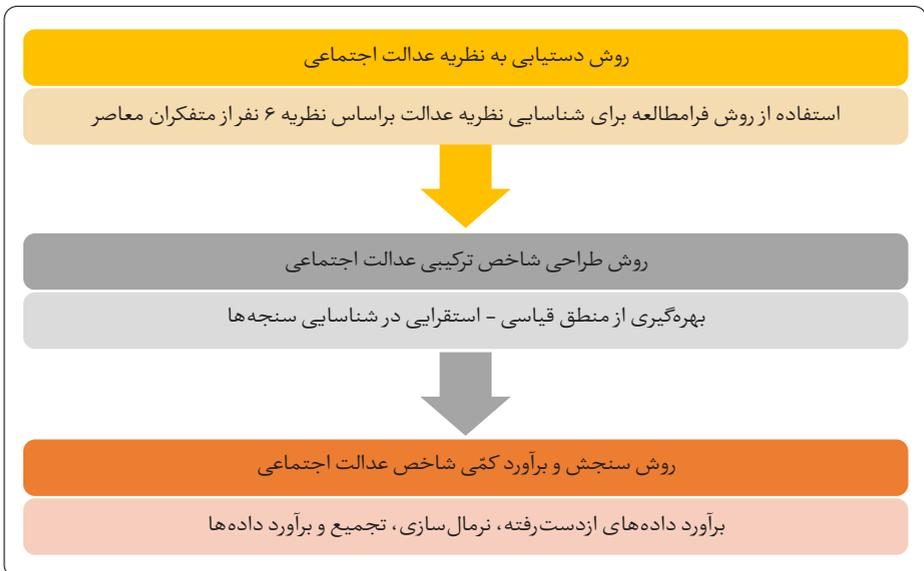 روش دستیابی به نظریه عدالت اجتماعی
استفاده از روش فرامطالعه برای شناسایی نظریه عدالت براساس نظریه ۶ نفر از متفکران معاصر
روش طراحی شاخص ترکیبی عدالت اجتماعی
بهره‌گیری از منطق قیاسی - استقرایی در شناسایی سنجه‌ها
روش سنجش و برآورد کمّی شاخص عدالت اجتماعی
برآورد داده‌های ازدست‌رفته، نرمال‌سازی، تجمیع و برآورد داده‌ها